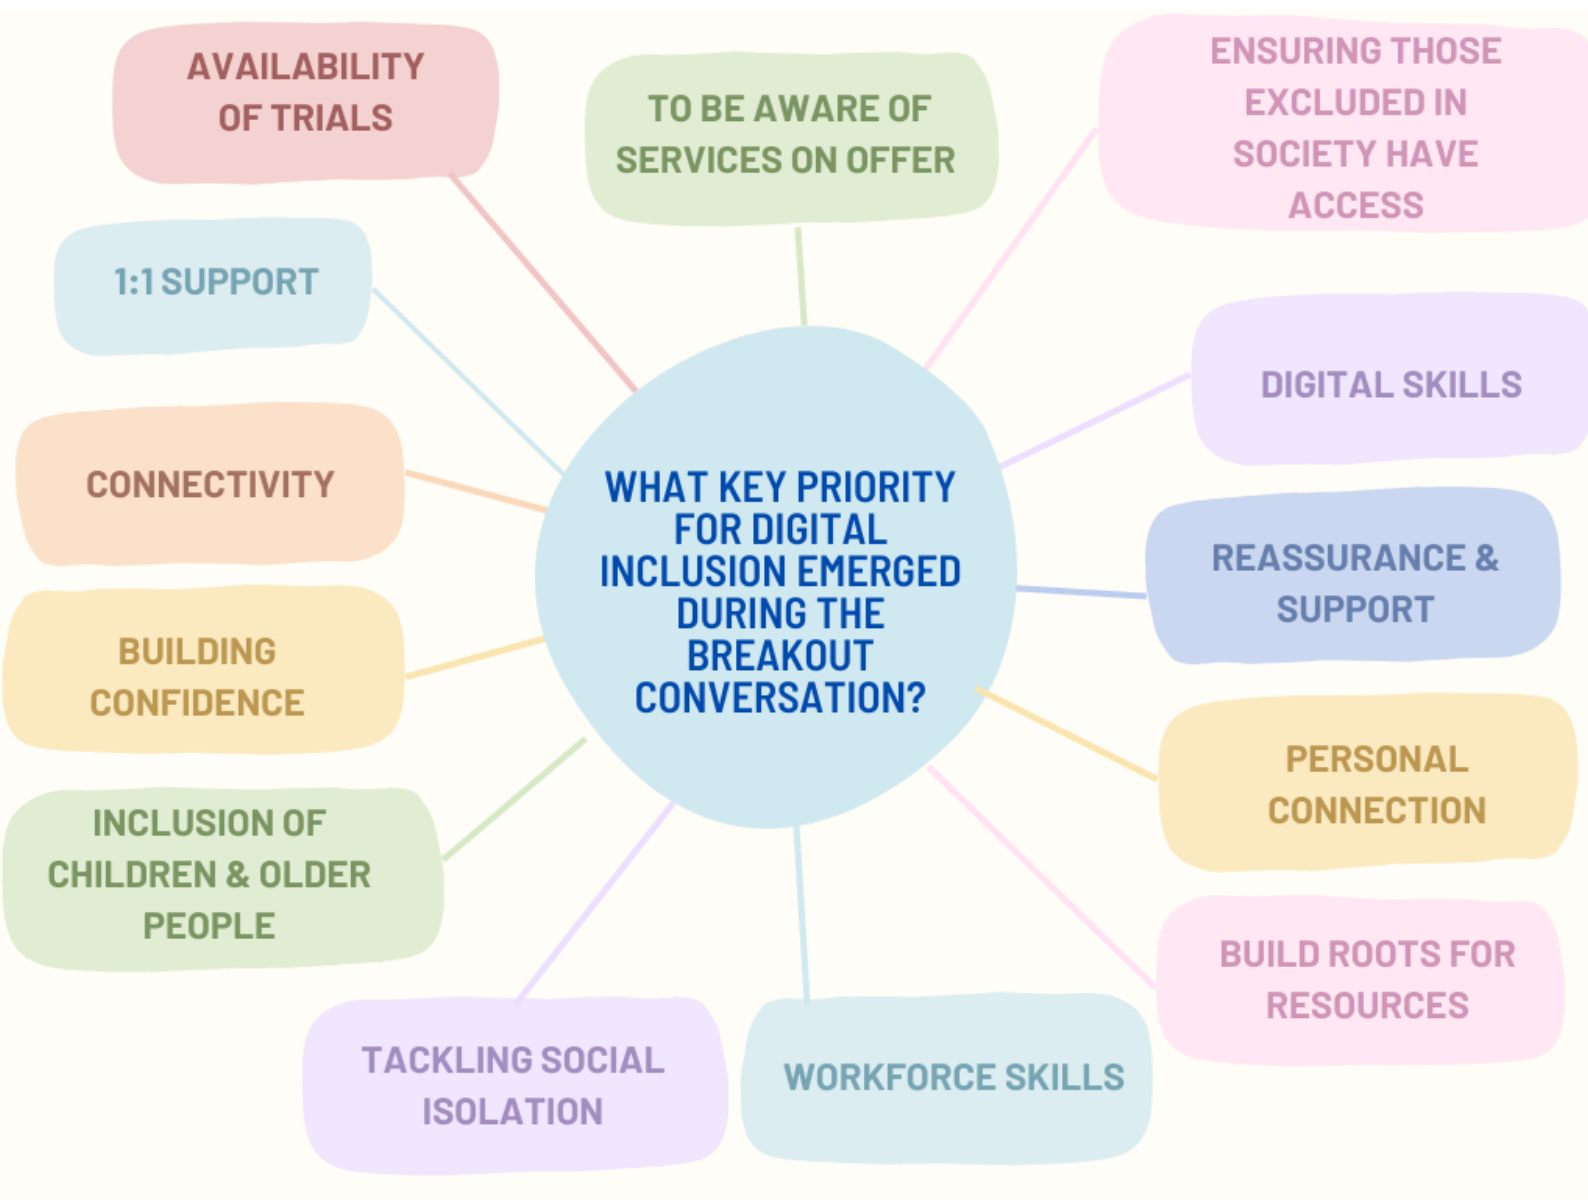 AVAILABILITY
OF TRIALS
TO BE AWARE OF
SERVICES ON OFFER
ENSURING THOSE
EXCLUDED IN
SOCIETY HAVE
ACCESS
1:1 SUPPORT
DIGITAL SKILLS
CONNECTIVITY
WHAT KEY PRIORITY
FOR DIGITAL
INCLUSION EMERGED
DURING THE
BREAKOUT
CONVERSATION?
REASSURANCE &
SUPPORT
BUILDING
CONFIDENCE
PERSONAL
CONNECTION
INCLUSION OF
CHILDREN & OLDER
PEOPLE
BUILD ROOTS FOR
RESOURCES
TACKLING SOCIAL
ISOLATION
WORKFORCE SKILLS